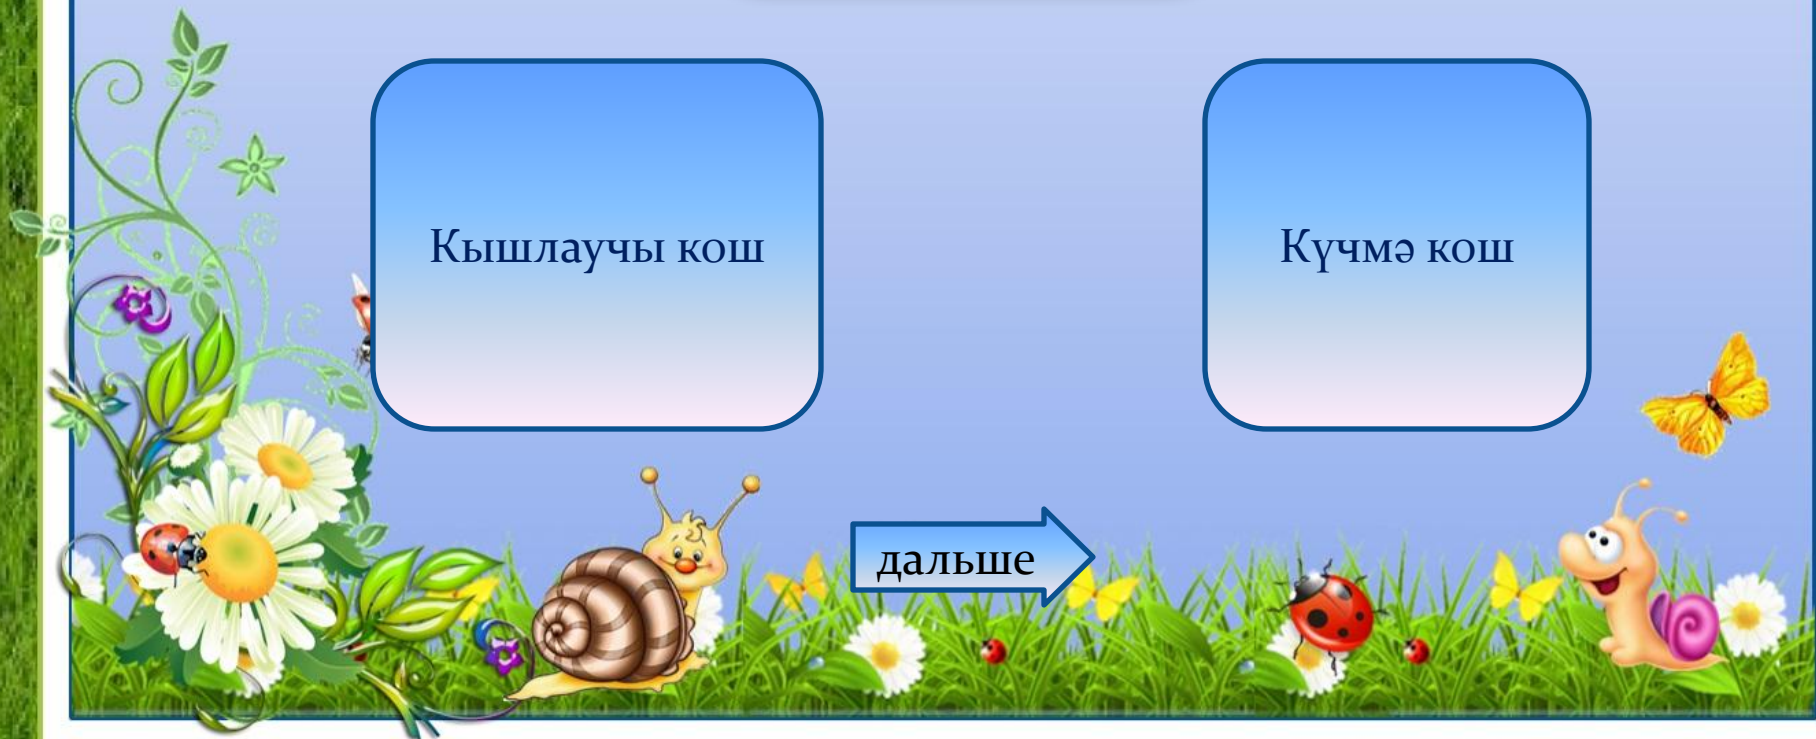 Кышлаучы кош
Күчмә кош
дальше